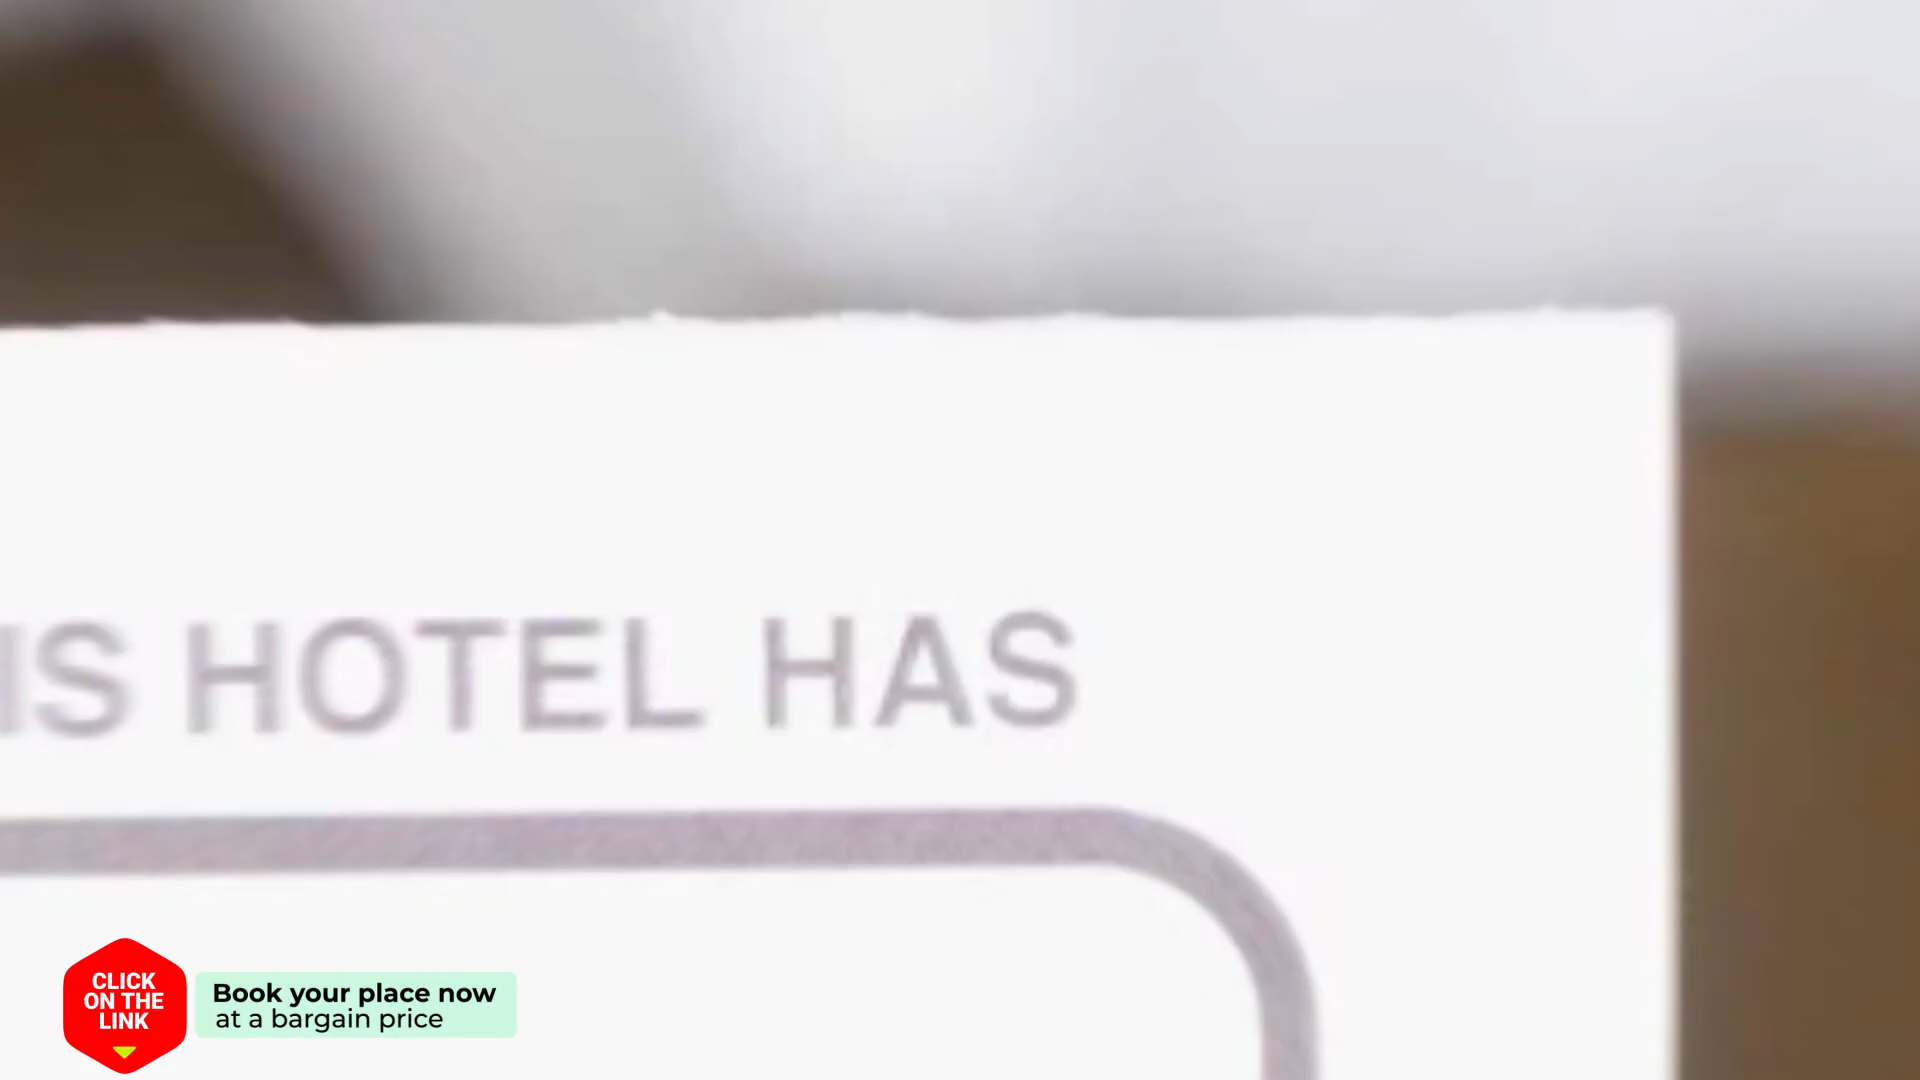 IS HOTEL HAS
CLICK
ON THE
LINK
Book your place now
at a bargain price